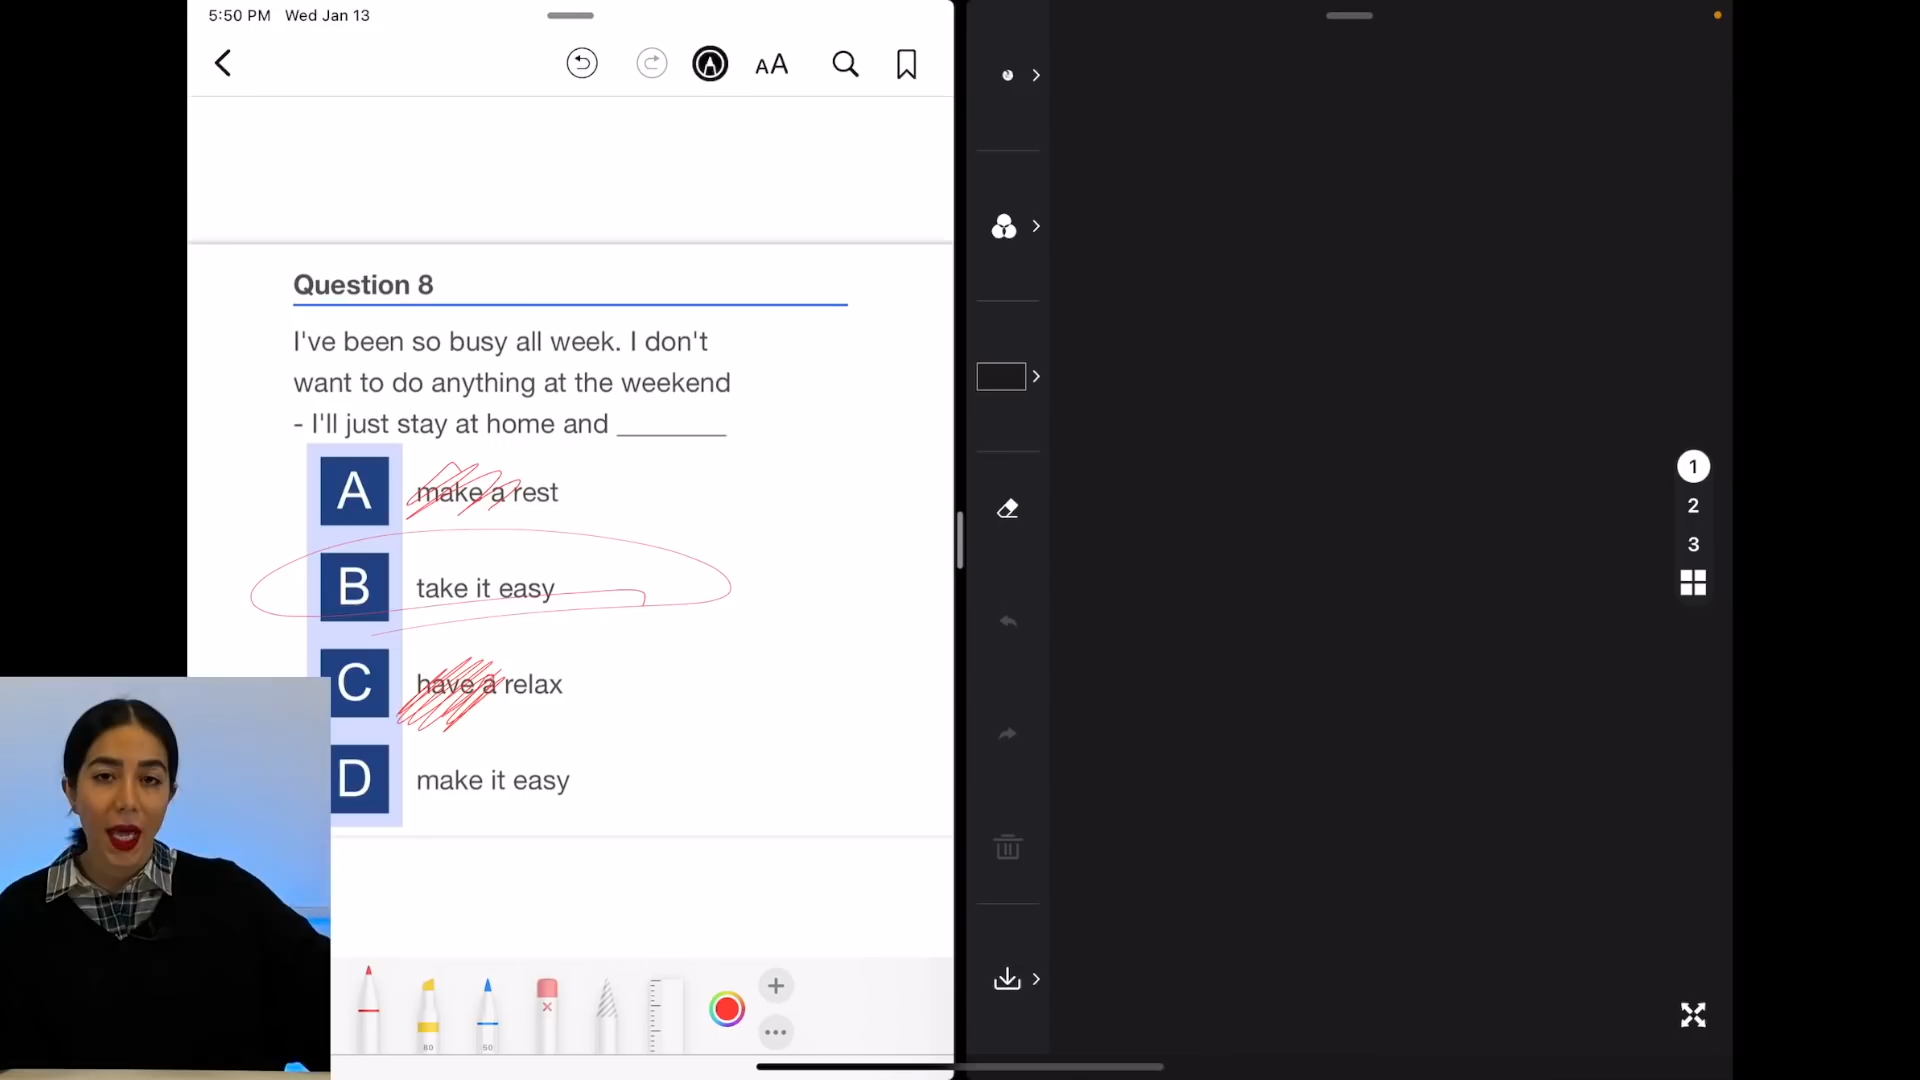 5:50 PM Wed Jan 13
AA
Question 8
I've been so busy all week. I don't
want to do anything at the weekend
- I'll just stay at home and ________
A make a rest
B take it easy
C have a relax
D make it easy
1
2
3
80
50